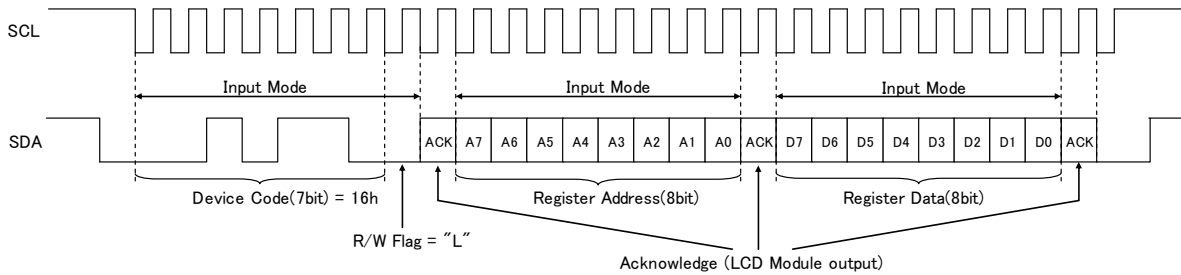 SCL
Input Mode Input Mode Input Mode
SDA ACK A7 A6 A5 A4 A3 A2 A1 A0 ACK D7 D6 D5 D4 D3 D2 D1 D0 ACK
Device Code(7bit) = 16h Register Address(8bit) Register Data(8bit)
R/W Flag = "L"
Acknowledge (LCD Module output)